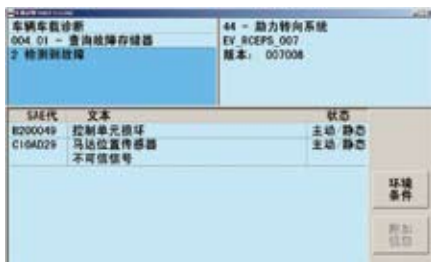 车辆车载诊断
004.01 - 查询故障存储器
2 检测到故障
44 - 助力转向系统
EV_RCEPS_007
版本: 007008
SAE代 文本 状态
B200049 控制单元损坏 主动/静态
C10AD29 马达位置传感器 主动/静态
不可信信号
环境
条件
附加
信息